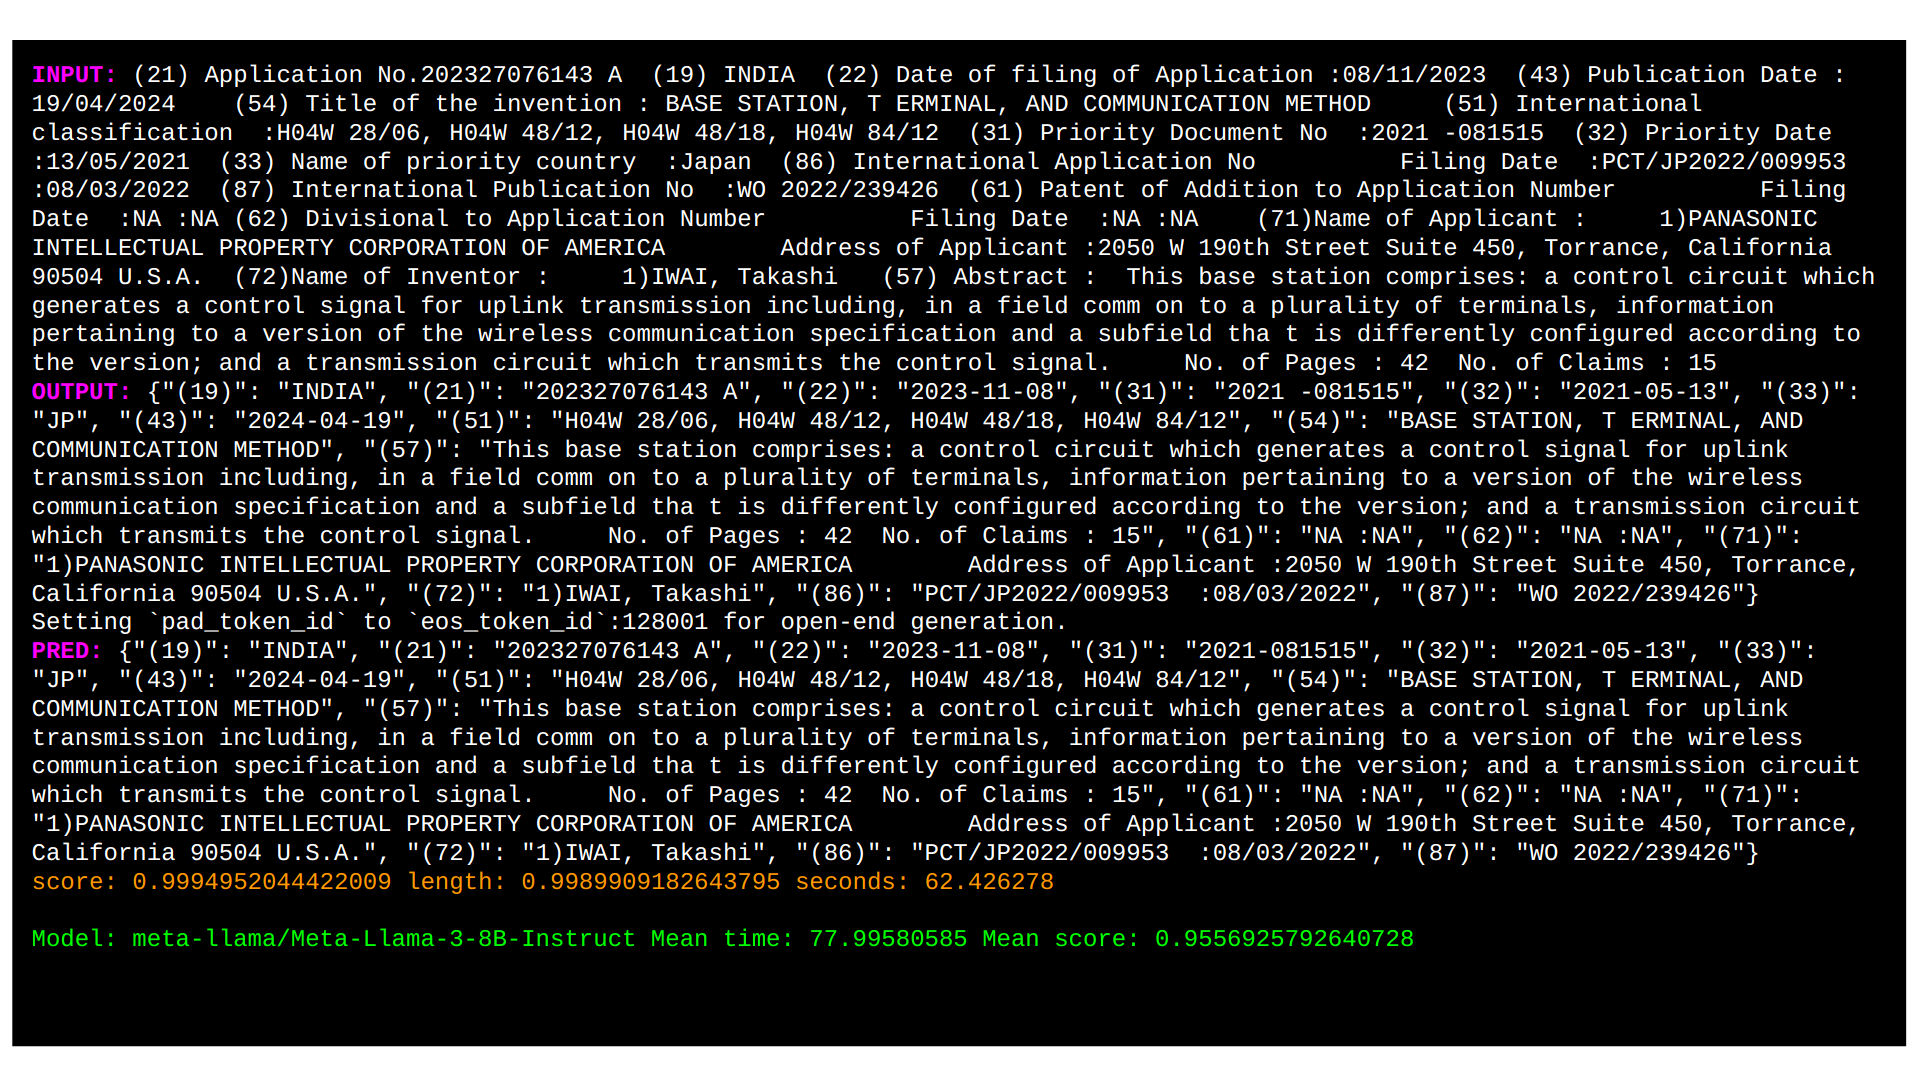 INPUT: (21) Application No.202327076143 A  (19) INDIA  (22) Date of filing of Application :08/11/2023  (43) Publication Date :
19/04/2024    (54) Title of the invention : BASE STATION, T ERMINAL, AND COMMUNICATION METHOD     (51) International
classification  :H04W 28/06, H04W 48/12, H04W 48/18, H04W 84/12  (31) Priority Document No  :2021 -081515  (32) Priority Date
:13/05/2021  (33) Name of priority country  :Japan  (86) International Application No          Filing Date  :PCT/JP2022/009953
:08/03/2022  (87) International Publication No  :WO 2022/239426  (61) Patent of Addition to Application Number          Filing
Date  :NA :NA (62) Divisional to Application Number          Filing Date  :NA :NA    (71)Name of Applicant :     1)PANASONIC
INTELLECTUAL PROPERTY CORPORATION OF AMERICA        Address of Applicant :2050 W 190th Street Suite 450, Torrance, California
90504 U.S.A.  (72)Name of Inventor :     1)IWAI, Takashi   (57) Abstract :  This base station comprises: a control circuit which
generates a control signal for uplink transmission including, in a field comm on to a plurality of terminals, information
pertaining to a version of the wireless communication specification and a subfield tha t is differently configured according to
the version; and a transmission circuit which transmits the control signal.     No. of Pages : 42  No. of Claims : 15
OUTPUT: {"(19)": "INDIA", "(21)": "202327076143 A", "(22)": "2023-11-08", "(31)": "2021 -081515", "(32)": "2021-05-13", "(33)":
"JP", "(43)": "2024-04-19", "(51)": "H04W 28/06, H04W 48/12, H04W 48/18, H04W 84/12", "(54)": "BASE STATION, T ERMINAL, AND
COMMUNICATION METHOD", "(57)": "This base station comprises: a control circuit which generates a control signal for uplink
transmission including, in a field comm on to a plurality of terminals, information pertaining to a version of the wireless
communication specification and a subfield tha t is differently configured according to the version; and a transmission circuit
which transmits the control signal.     No. of Pages : 42  No. of Claims : 15", "(61)": "NA :NA", "(62)": "NA :NA", "(71)":
"1)PANASONIC INTELLECTUAL PROPERTY CORPORATION OF AMERICA        Address of Applicant :2050 W 190th Street Suite 450, Torrance,
California 90504 U.S.A.", "(72)": "1)IWAI, Takashi", "(86)": "PCT/JP2022/009953  :08/03/2022", "(87)": "WO 2022/239426"}
Setting `pad_token_id` to `eos_token_id`:128001 for open-end generation.
PRED: {"(19)": "INDIA", "(21)": "202327076143 A", "(22)": "2023-11-08", "(31)": "2021-081515", "(32)": "2021-05-13", "(33)":
"JP", "(43)": "2024-04-19", "(51)": "H04W 28/06, H04W 48/12, H04W 48/18, H04W 84/12", "(54)": "BASE STATION, T ERMINAL, AND
COMMUNICATION METHOD", "(57)": "This base station comprises: a control circuit which generates a control signal for uplink
transmission including, in a field comm on to a plurality of terminals, information pertaining to a version of the wireless
communication specification and a subfield tha t is differently configured according to the version; and a transmission circuit
which transmits the control signal.     No. of Pages : 42  No. of Claims : 15", "(61)": "NA :NA", "(62)": "NA :NA", "(71)":
"1)PANASONIC INTELLECTUAL PROPERTY CORPORATION OF AMERICA        Address of Applicant :2050 W 190th Street Suite 450, Torrance,
California 90504 U.S.A.", "(72)": "1)IWAI, Takashi", "(86)": "PCT/JP2022/009953  :08/03/2022", "(87)": "WO 2022/239426"}
score: 0.9994952044422009 length: 0.9989909182643795 seconds: 62.426278
Model: meta-llama/Meta-Llama-3-8B-Instruct Mean time: 77.99580585 Mean score: 0.9556925792640728